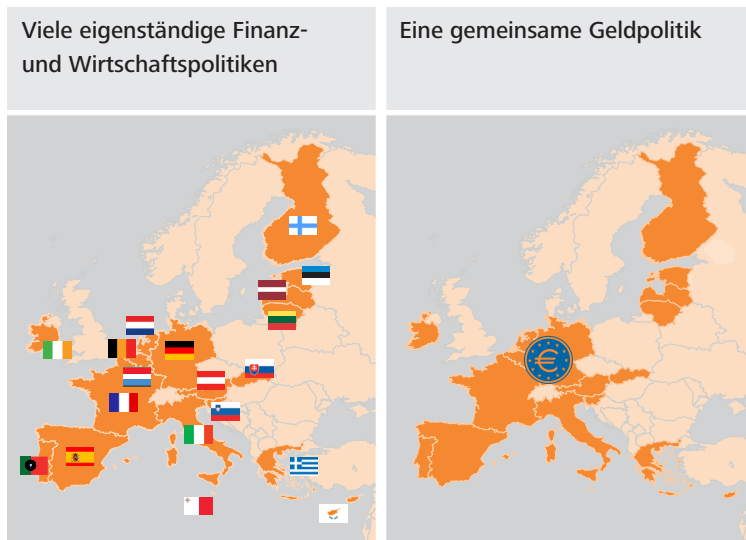 Viele eigenständige Finanz-
und Wirtschaftspolitiken
Eine gemeinsame Geldpolitik
€